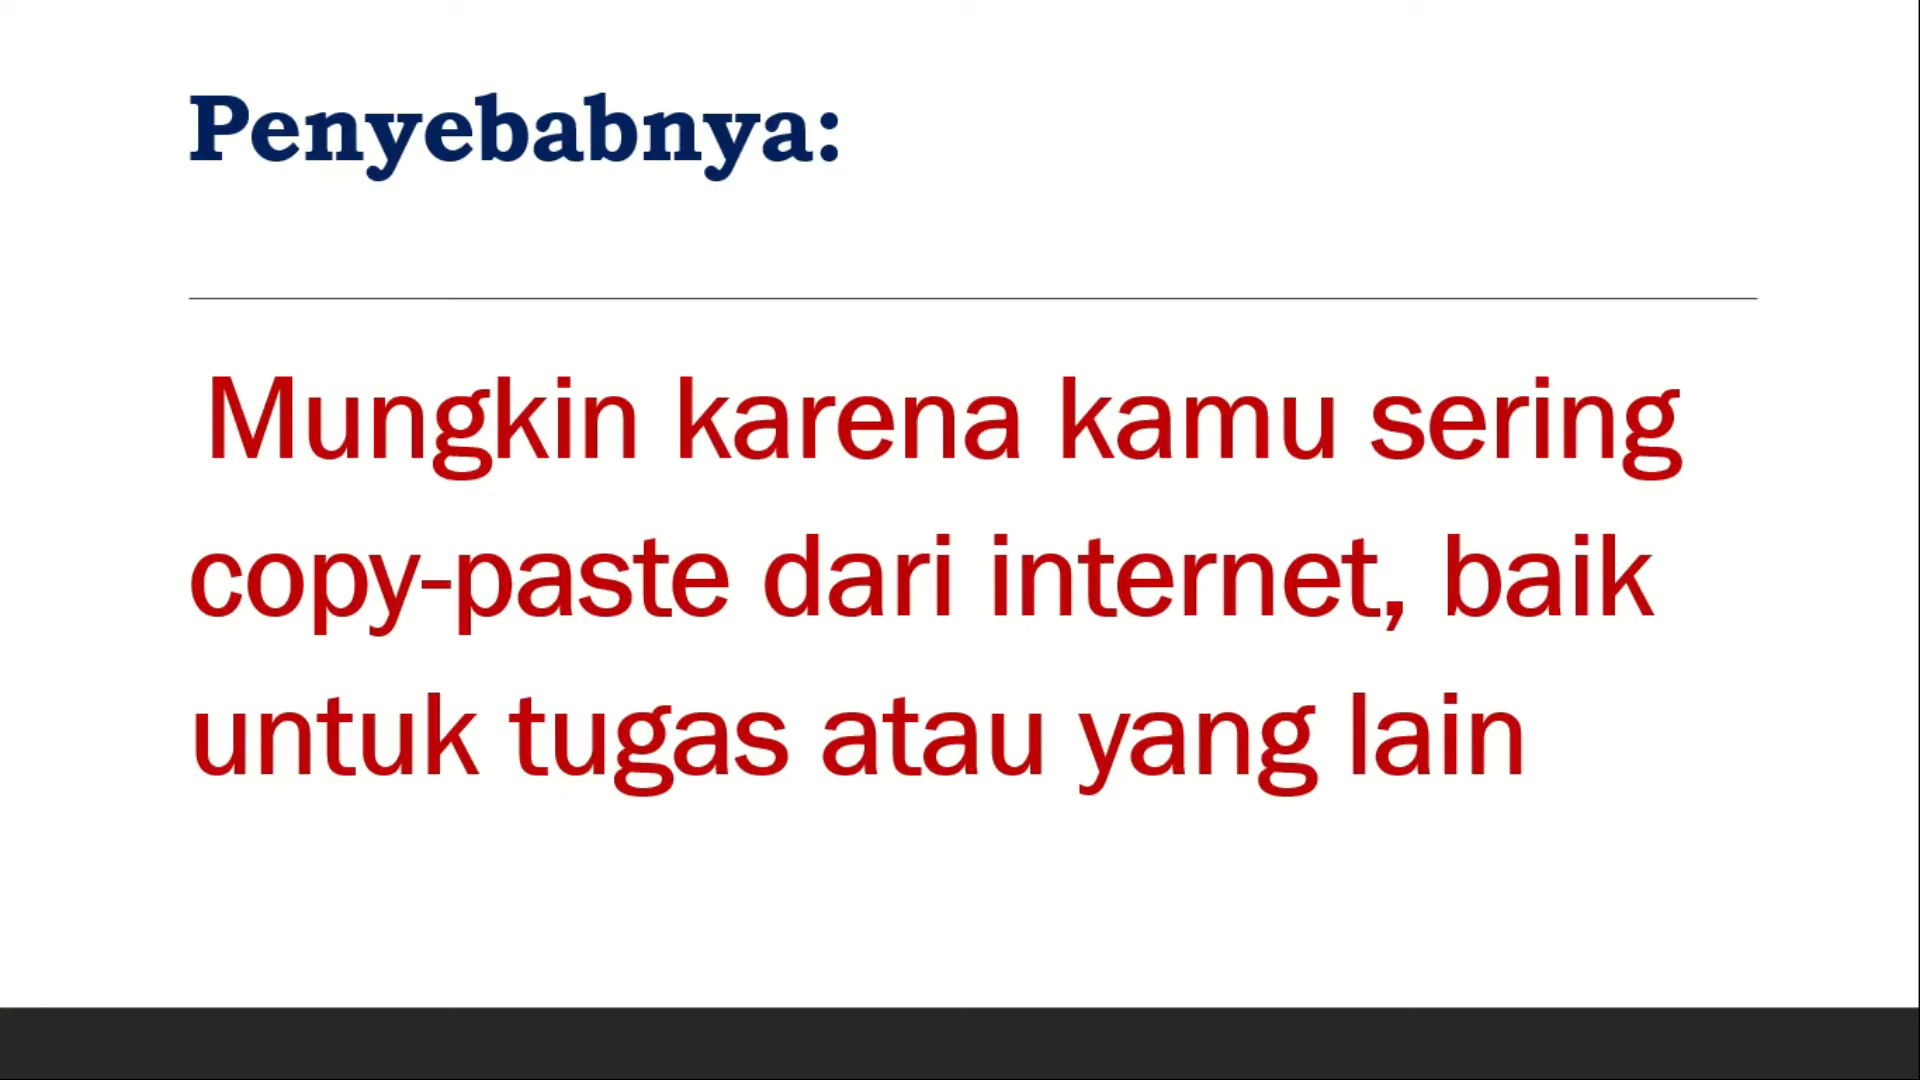 Penyebabnya:
Mungkin karena kamu sering
copy-paste dari internet, baik
untuk tugas atau yang lain